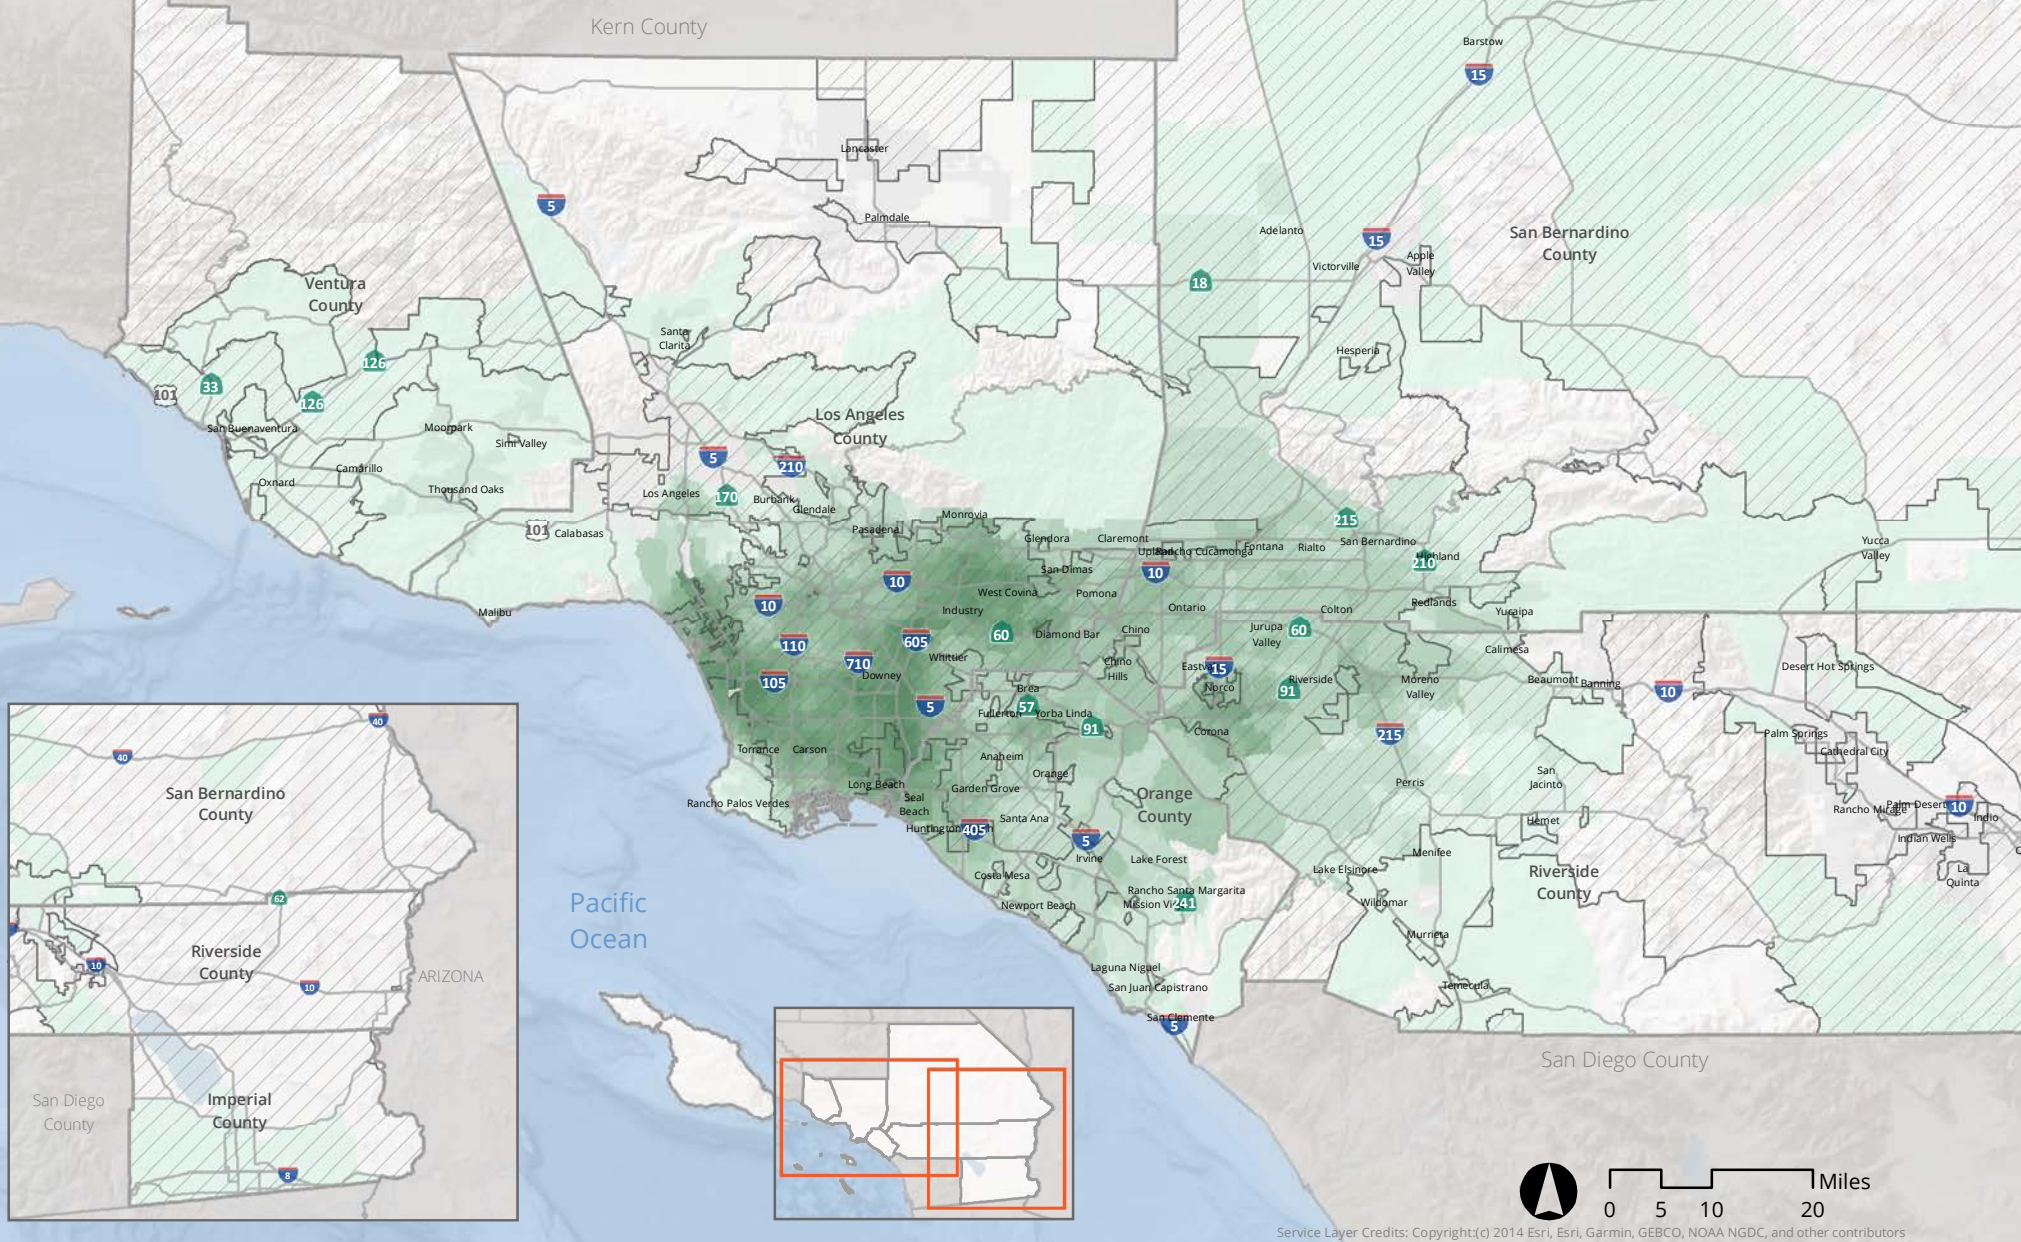 Kern County
Barstow
15
Lancaster
5
Palmdale
Adelanto
15
San Bernardino
County
Victorville
Apple
Valley
18
Ventura
County
Santa
Clarita
Hesperia
126
33
101
126
Los Angeles
County
San Buenaventura
Moorpark
Simi Valley
5
210
Camarillo
Oxnard
Thousand Oaks
Los Angeles
170
Burbank
Glendale
Monrovia
215
101
Calabasas
Pasadena
Glendora
Claremont
Upland
Rancho Cucamonga
Fontana
Rialto
San Bernardino
Highland
210
Yucca
Valley
10
San Dimas
10
West Covina
Pomona
Malibu
10
Industry
Ontario
Colton
Redlands
Yucaipa
110
605
60
Diamond Bar
Chino
Jurupa
Valley
60
Calimesa
710
Whittier
Chino
Hills
15
Desert Hot Springs
105
Downey
Norco
Riverside
91
Moreno
Valley
Beaumont
Banning
10
5
Brea
57
Fullerton
Yorba Linda
91
Corona
215
Palm Springs
Cathedral City
Torrance
Carson
Anaheim
Orange
Perris
San
Jacinto
Long Beach
Garden Grove
Orange
County
Rancho Palos Verdes
Seal
Beach
Rancho Mirage
Palm Desert
10
Indio
405
Santa Ana
Hemet
Indian Wells
5
Irvine
Lake Forest
Menifee
Costa Mesa
Lake Elsinore
Riverside
County
La
Quinta
Rancho Santa Margarita
241
Newport Beach
Wildomar
Murrieta
Laguna Niguel
San Juan Capistrano
Temecula
San Clemente
5
Pacific
Ocean
San Diego County
40
40
San Bernardino
County
62
Riverside
County
10
10
ARIZONA
San Diego
County
Imperial
County
8
Miles
0 5 10 20
Service Layer Credits: Copyright:(c) 2014 Esri, Esri, Garmin, GEBCO, NOAA NGDC, and other contributors